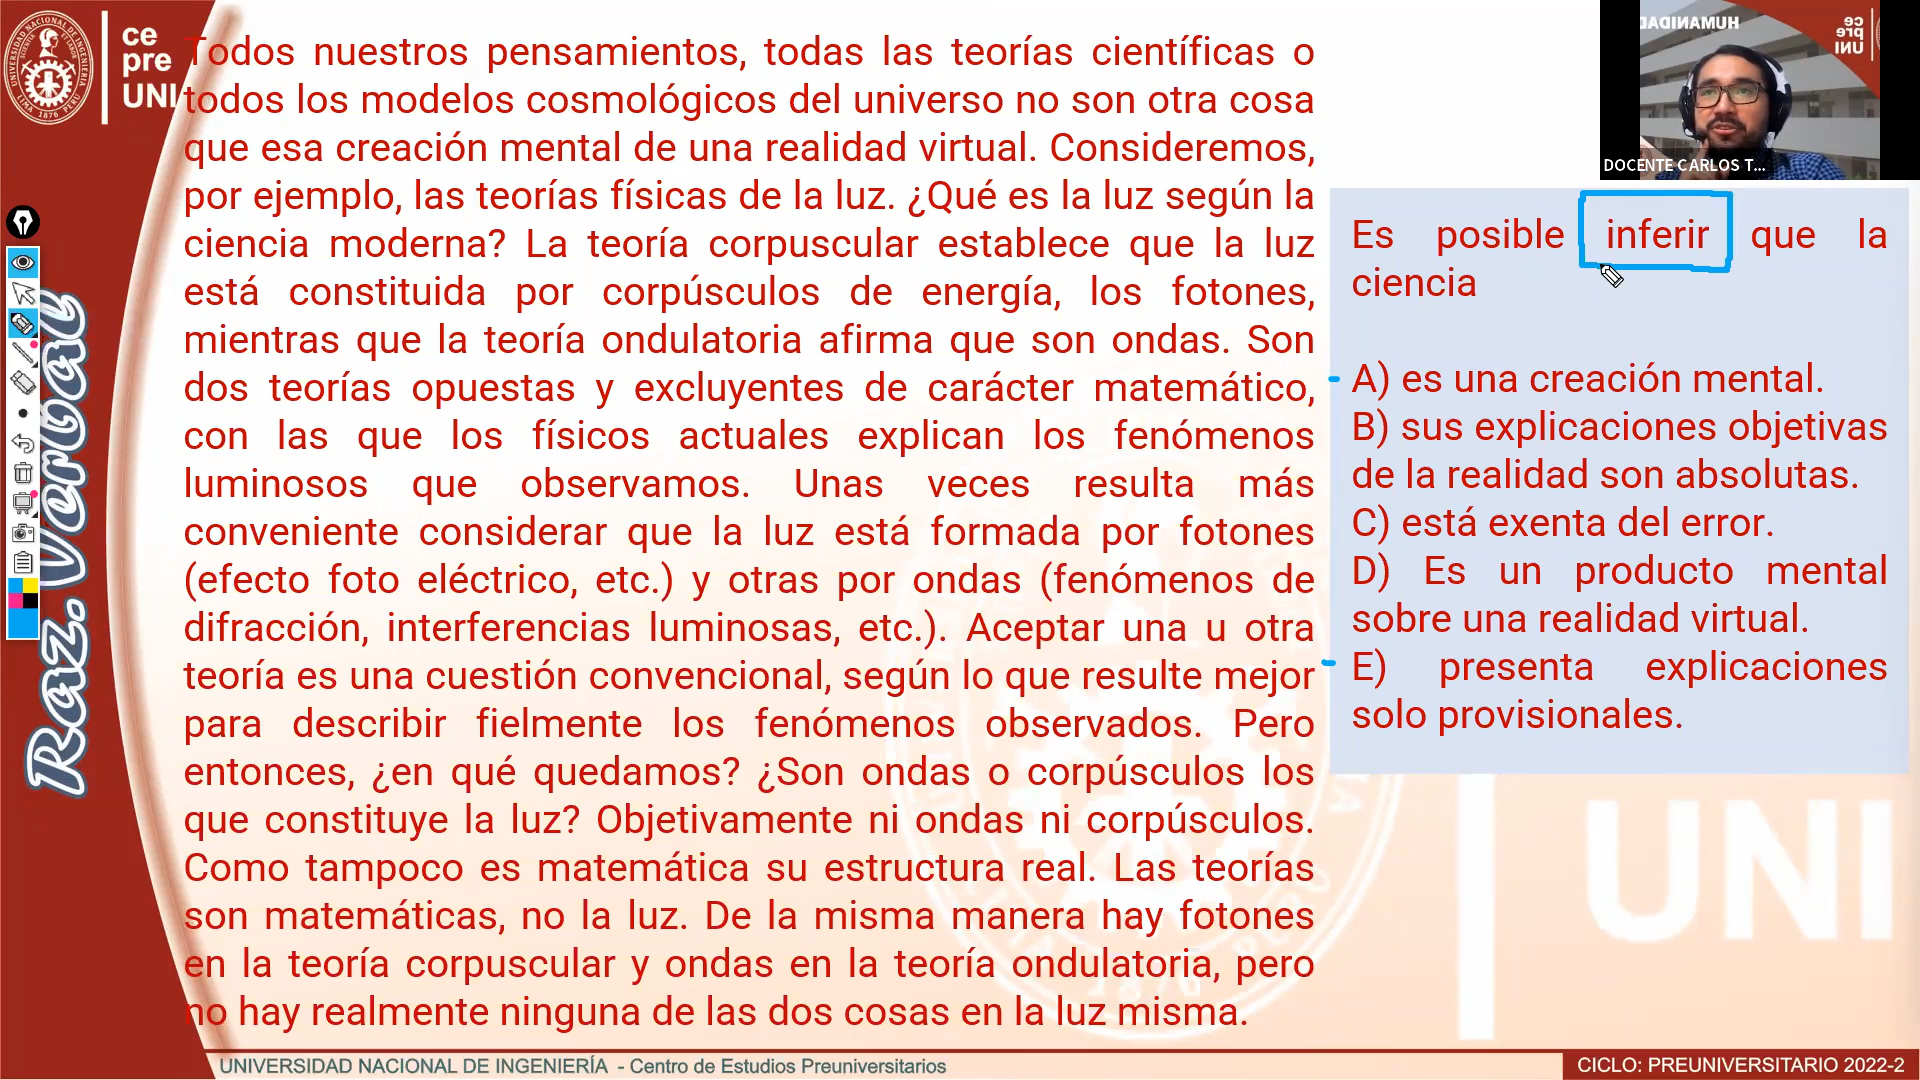 ce
pre
UNI
UNIVERSIDAD NACIONAL DE INGENIERÍA
LIMA PERU
1876
Todos nuestros pensamientos, todas las teorías científicas o
todos los modelos cosmológicos del universo no son otra cosa
que esa creación mental de una realidad virtual. Consideremos,
por ejemplo, las teorías físicas de la luz. ¿Qué es la luz según la
ciencia moderna? La teoría corpuscular establece que la luz
está constituida por corpúsculos de energía, los fotones,
mientras que la teoría ondulatoria afirma que son ondas. Son
dos teorías opuestas y excluyentes de carácter matemático,
con las que los físicos actuales explican los fenómenos
luminosos que observamos. Unas veces resulta más
conveniente considerar que la luz está formada por fotones
(efecto foto eléctrico, etc.) y otras por ondas (fenómenos de
difracción, interferencias luminosas, etc.). Aceptar una u otra
teoría es una cuestión convencional, según lo que resulte mejor
para describir fielmente los fenómenos observados. Pero
entonces, ¿en qué quedamos? ¿Son ondas o corpúsculos los
que constituye la luz? Objetivamente ni ondas ni corpúsculos.
Como tampoco es matemática su estructura real. Las teorías
son matemáticas, no la luz. De la misma manera hay fotones
en la teoría corpuscular y ondas en la teoría ondulatoria, pero
no hay realmente ninguna de las dos cosas en la luz misma.
Raz. Verbal
HUMANIDA
ce
pre
UNI
DOCENTE CARLOS T...
Es posible inferir que la
ciencia
A) es una creación mental.
B) sus explicaciones objetivas
de la realidad son absolutas.
C) está exenta del error.
D) Es un producto mental
sobre una realidad virtual.
E) presenta explicaciones
solo provisionales.
UNI
UNIVERSIDAD NACIONAL DE INGENIERÍA - Centro de Estudios Preuniversitarios
CICLO: PREUNIVERSITARIO 2022-2